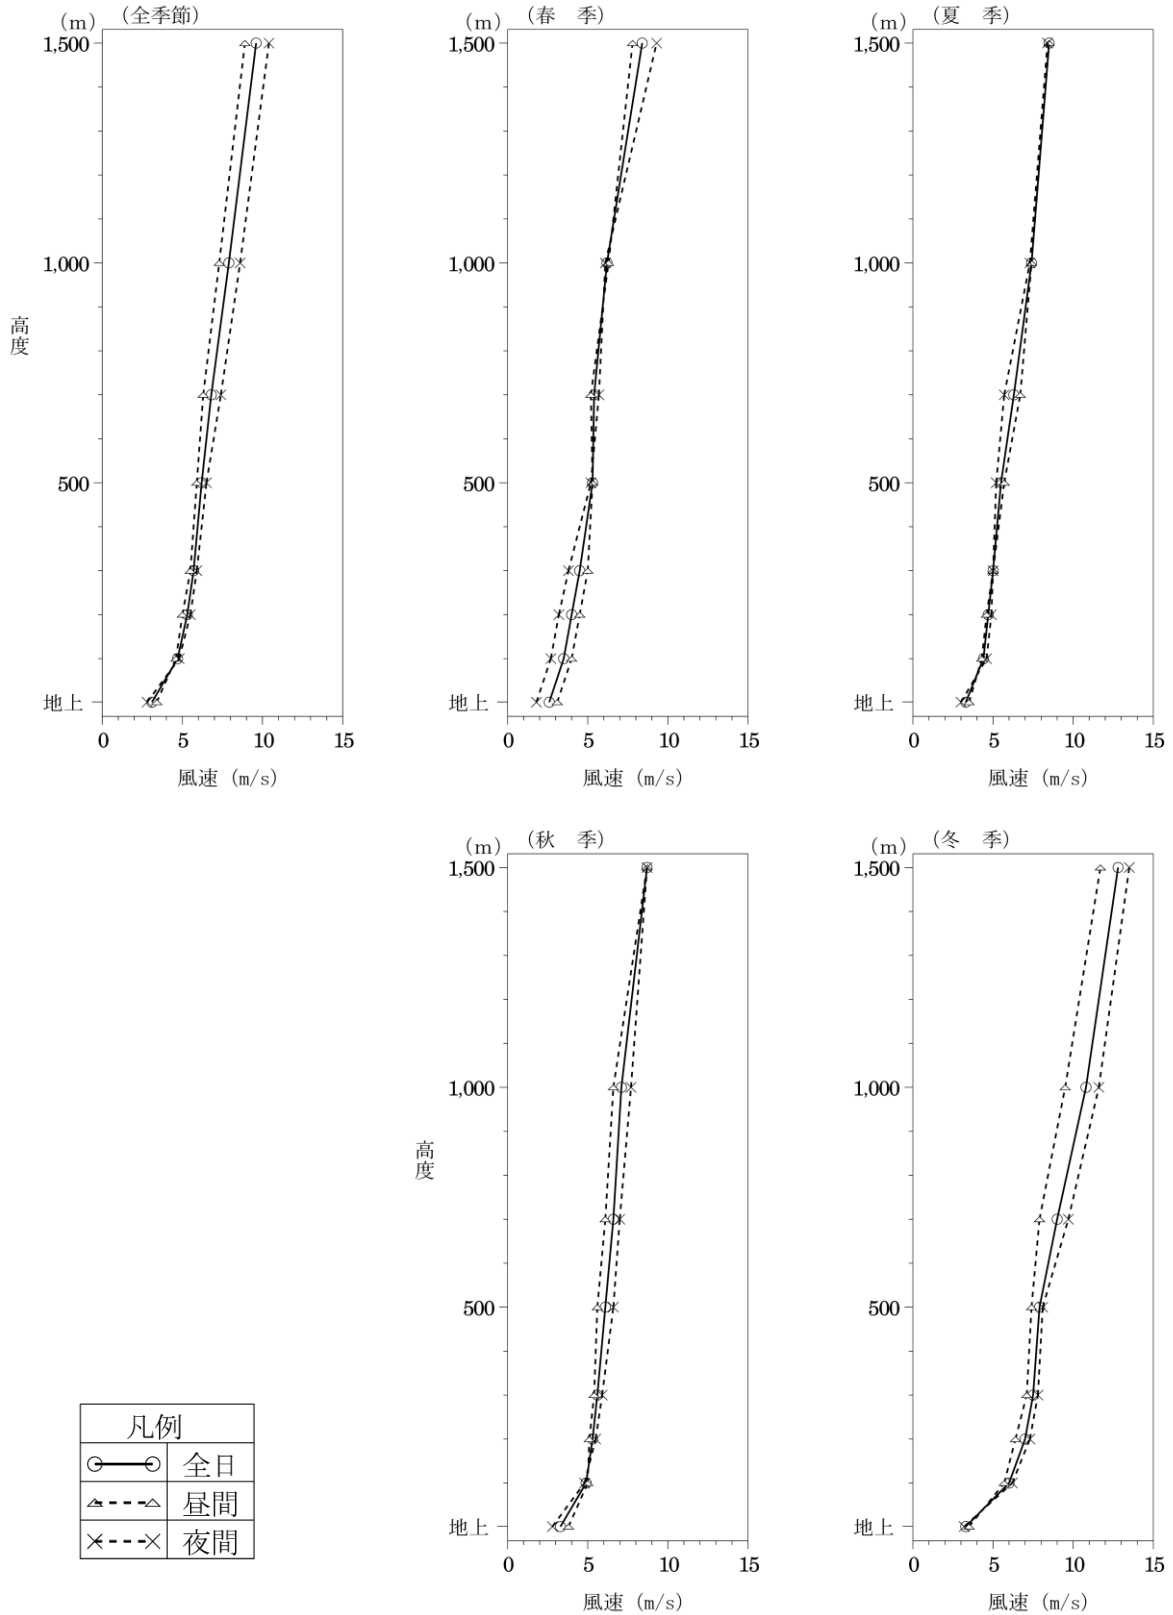 (m)
(全季節)
1,500
1,000
500
地上
高度
0 5 10 15
風速 (m/s)
(m)
(春　季)
1,500
1,000
500
地上
0 5 10 15
風速 (m/s)
(m)
(夏　季)
1,500
1,000
500
地上
0 5 10 15
風速 (m/s)
(m)
(秋　季)
1,500
1,000
500
地上
高度
0 5 10 15
風速 (m/s)
(m)
(冬　季)
1,500
1,000
500
地上
0 5 10 15
風速 (m/s)
凡例
全日
昼間
夜間